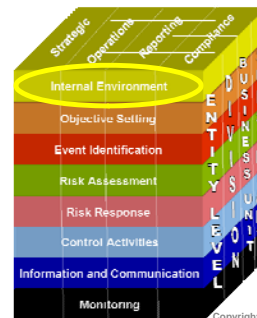 Strategic
Operations
Reporting
Compliance
Internal Environment
Objective Setting
Event Identification
Risk Assessment
Risk Response
Control Activities
Information and Communication
Monitoring
ENTITY LEVEL
DIVISION
BUSINESS UNIT
Copyright